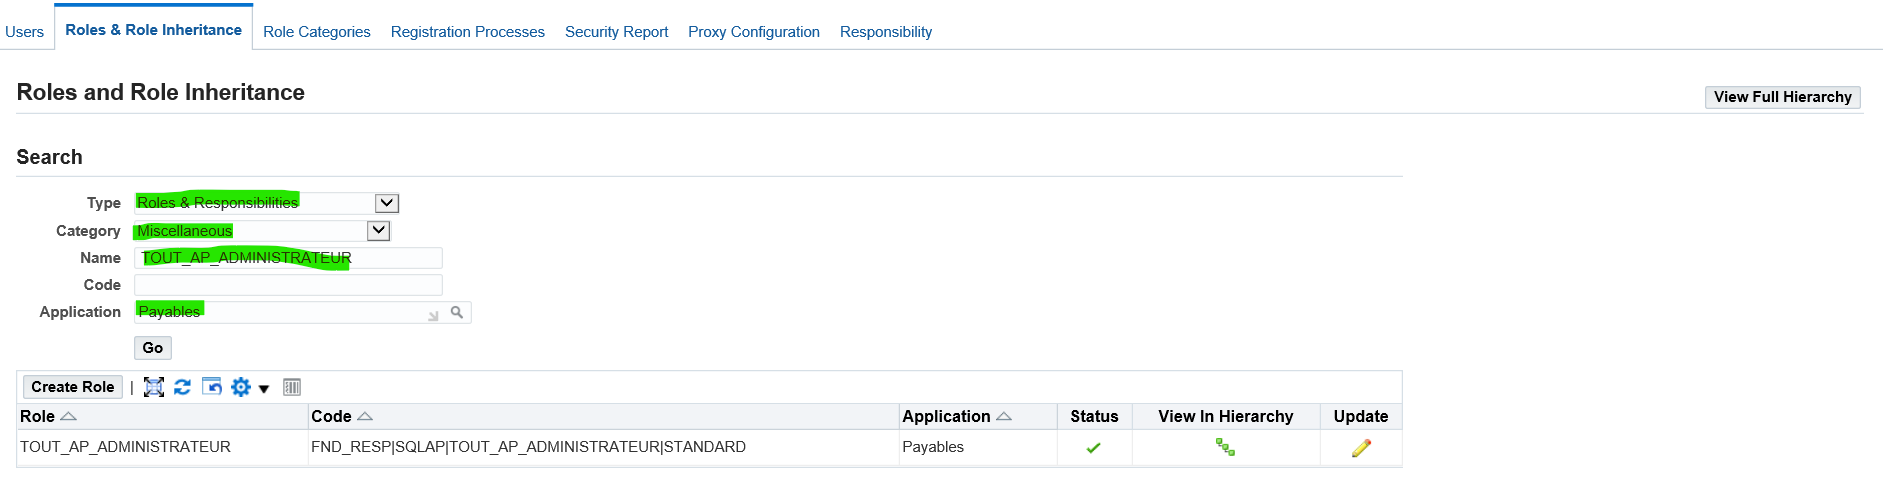 Users Roles & Role Inheritance Role Categories Registration Processes Security Report Proxy Configuration Responsibility
Roles and Role Inheritance
View Full Hierarchy
Search
Type Roles & Responsibilities
Category Miscellaneous
Name TOUT_AP_ADMINISTRATEUR
Code
Application Payables
Go
Create Role |
Role Code Application Status View In Hierarchy Update
TOUT_AP_ADMINISTRATEUR FND_RESP|SQLAP|TOUT_AP_ADMINISTRATEUR|STANDARD Payables